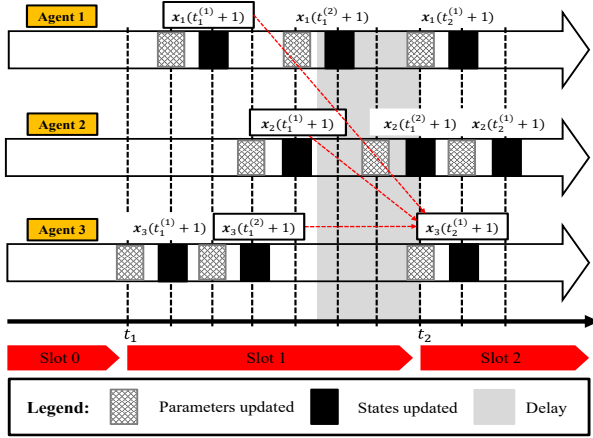 Agent 1
𝒙₁(t₁⁽¹⁾ + 1)
𝒙₁(t₁⁽²⁾ + 1)
𝒙₁(t₂⁽¹⁾ + 1)
Agent 2
𝒙₂(t₁⁽¹⁾ + 1)
𝒙₂(t₁⁽²⁾ + 1)
𝒙₂(t₂⁽¹⁾ + 1)
Agent 3
𝒙₃(t₁⁽¹⁾ + 1)
𝒙₃(t₁⁽²⁾ + 1)
𝒙₃(t₂⁽¹⁾ + 1)
t₁
t₂
Slot 0
Slot 1
Slot 2
Legend:
Parameters updated
States updated
Delay